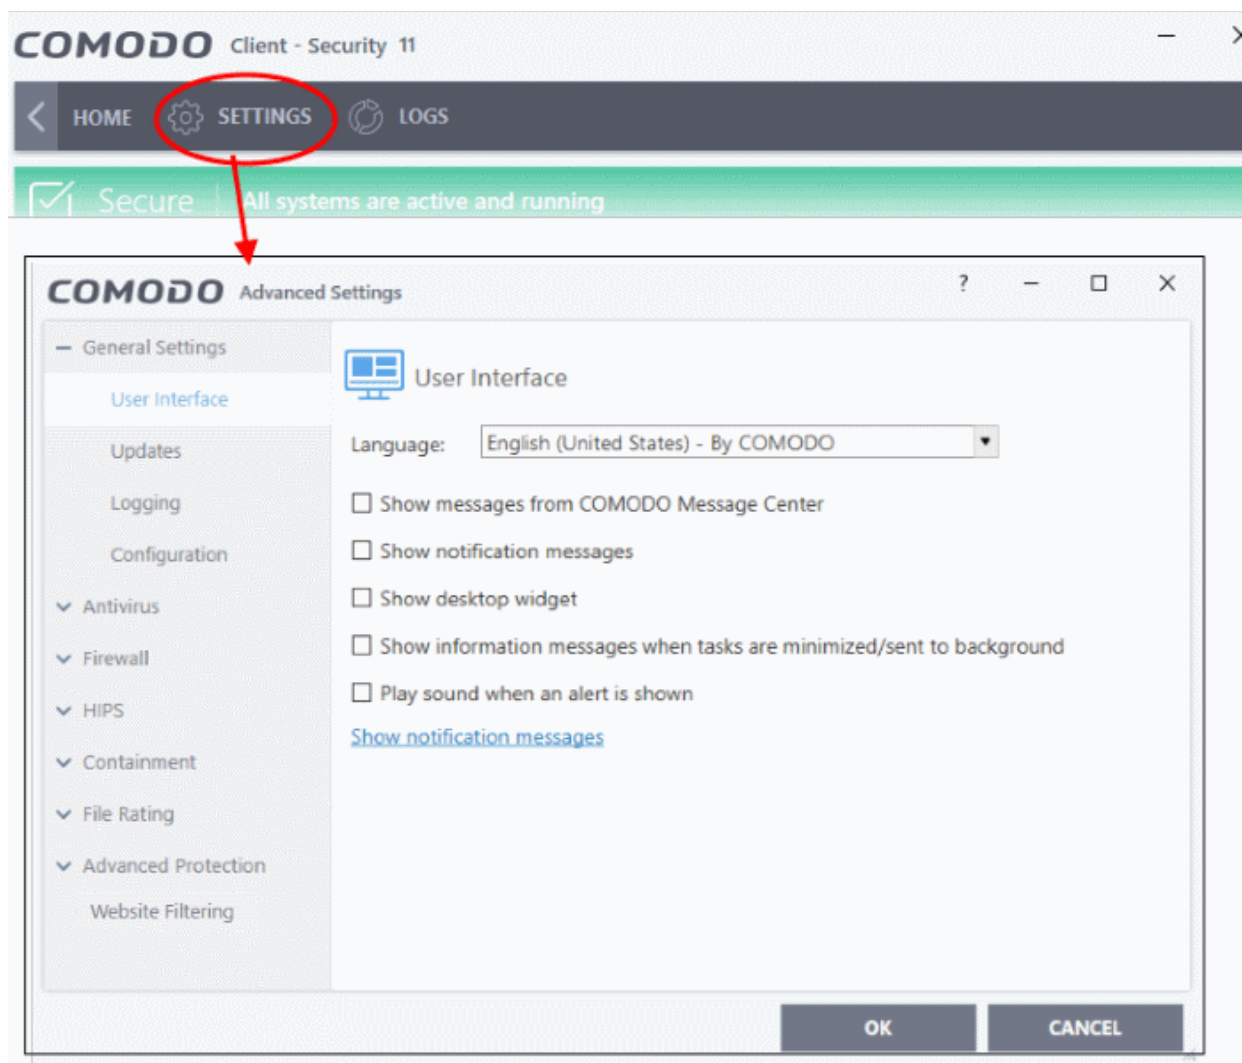 COMODO Client - Security 11
HOME SETTINGS LOGS
Secure All systems are active and running
COMODO Advanced Settings ?
General Settings
User Interface
Updates
Logging
Configuration
Antivirus
Firewall
HIPS
Containment
File Rating
Advanced Protection
Website Filtering
User Interface
Language: English (United States) - By COMODO
Show messages from COMODO Message Center
Show notification messages
Show desktop widget
Show information messages when tasks are minimized/sent to background
Play sound when an alert is shown
Show notification messages
OK CANCEL